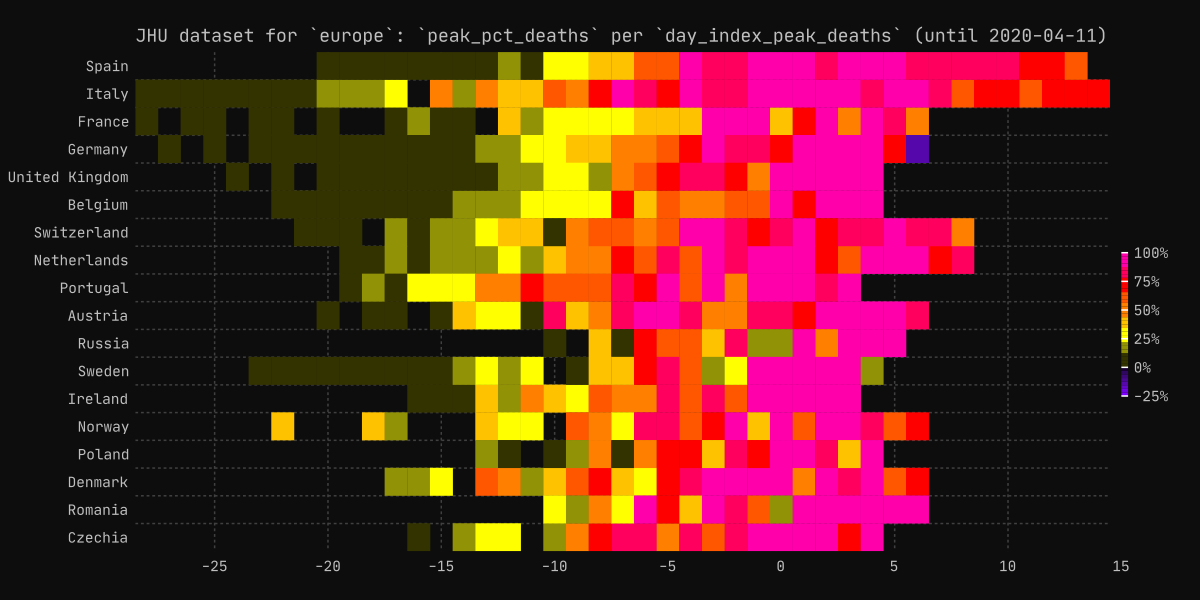 JHU dataset for `europe`: `peak_pct_deaths` per `day_index_peak_deaths` (until 2020-04-11)
Spain
Italy
France
Germany
United Kingdom
Belgium
Switzerland
Netherlands
Portugal
Austria
Russia
Sweden
Ireland
Norway
Poland
Denmark
Romania
Czechia
100%
75%
50%
25%
0%
−25%
−25 −20 −15 −10 −5 0 5 10 15